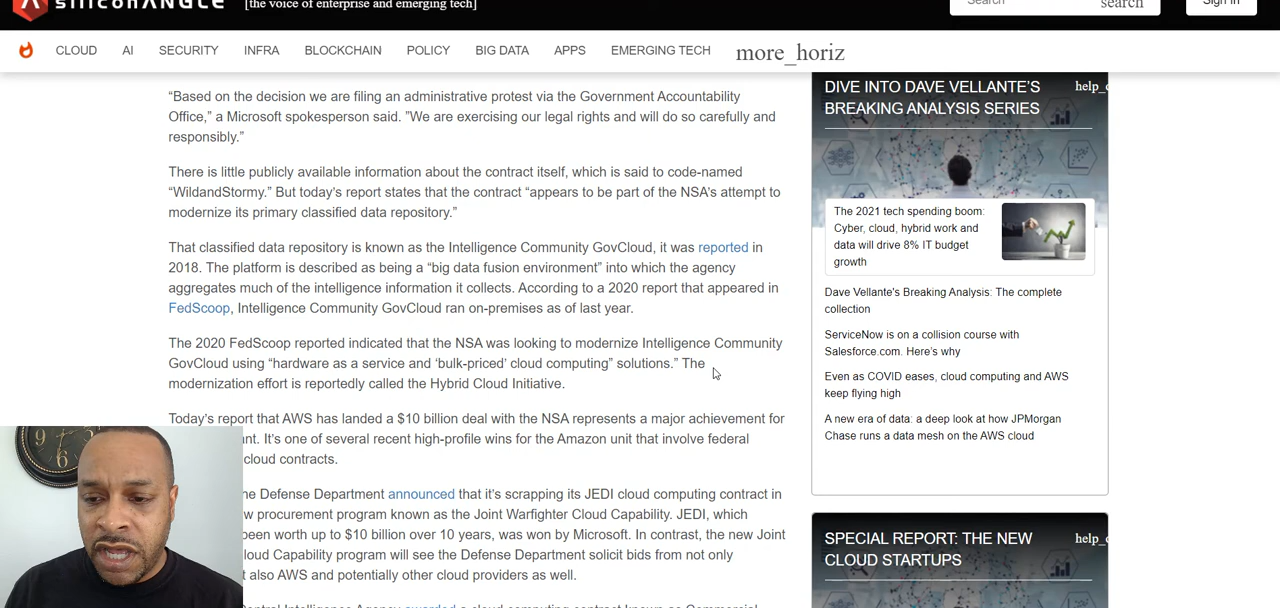 siliconANGLE
[the voice of enterprise and emerging tech]
Search
search
Sign in
CLOUD
AI
SECURITY
INFRA
BLOCKCHAIN
POLICY
BIG DATA
APPS
EMERGING TECH
more_horiz
“Based on the decision we are filing an administrative protest via the Government Accountability
Office,” a Microsoft spokesperson said. ”We are exercising our legal rights and will do so carefully and
responsibly.”
There is little publicly available information about the contract itself, which is said to code-named
“WildandStormy.” But today’s report states that the contract “appears to be part of the NSA’s attempt to
modernize its primary classified data repository.”
That classified data repository is known as the Intelligence Community GovCloud, it was reported in
2018. The platform is described as being a “big data fusion environment” into which the agency
aggregates much of the intelligence information it collects. According to a 2020 report that appeared in
FedScoop, Intelligence Community GovCloud ran on-premises as of last year.
The 2020 FedScoop reported indicated that the NSA was looking to modernize Intelligence Community
GovCloud using “hardware as a service and ‘bulk-priced’ cloud computing” solutions.” The
modernization effort is reportedly called the Hybrid Cloud Initiative.
Today’s report that AWS has landed a $10 billion deal with the NSA represents a major achievement for
nt. It’s one of several recent high-profile wins for the Amazon unit that involve federal
cloud contracts.
ne Defense Department announced that it’s scrapping its JEDI cloud computing contract in
w procurement program known as the Joint Warfighter Cloud Capability. JEDI, which
been worth up to $10 billion over 10 years, was won by Microsoft. In contrast, the new Joint
loud Capability program will see the Defense Department solicit bids from not only
t also AWS and potentially other cloud providers as well.
Central Intelligence Agency awarded a cloud computing contract known as Commercial
DIVE INTO DAVE VELLANTE’S
BREAKING ANALYSIS SERIES
help_
The 2021 tech spending boom:
Cyber, cloud, hybrid work and
data will drive 8% IT budget
growth
Dave Vellante's Breaking Analysis: The complete
collection
ServiceNow is on a collision course with
Salesforce.com. Here’s why
Even as COVID eases, cloud computing and AWS
keep flying high
A new era of data: a deep look at how JPMorgan
Chase runs a data mesh on the AWS cloud
SPECIAL REPORT: THE NEW
CLOUD STARTUPS
help_